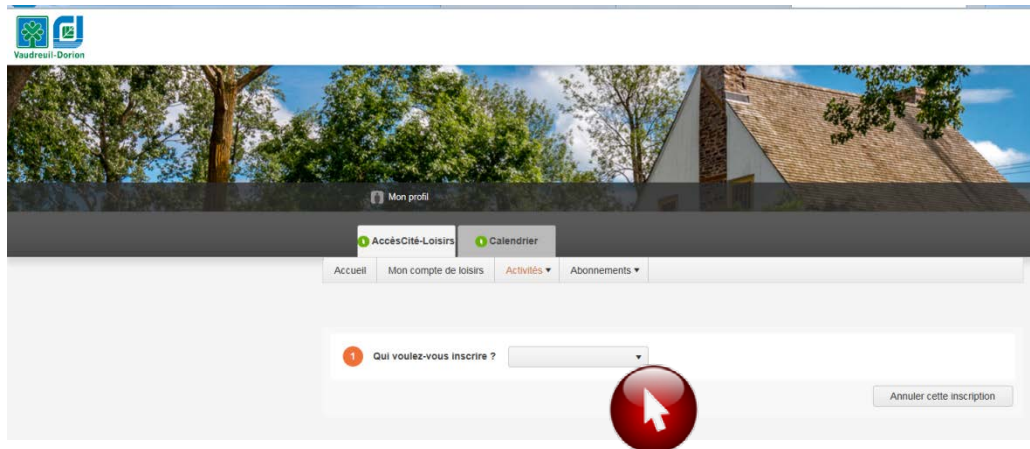 Vaudreuil-Dorion
Mon profil
AccèsCité-Loisirs Calendrier
Accueil Mon compte de loisirs Activités Abonnements
1 Qui voulez-vous inscrire ?
Annuler cette inscription